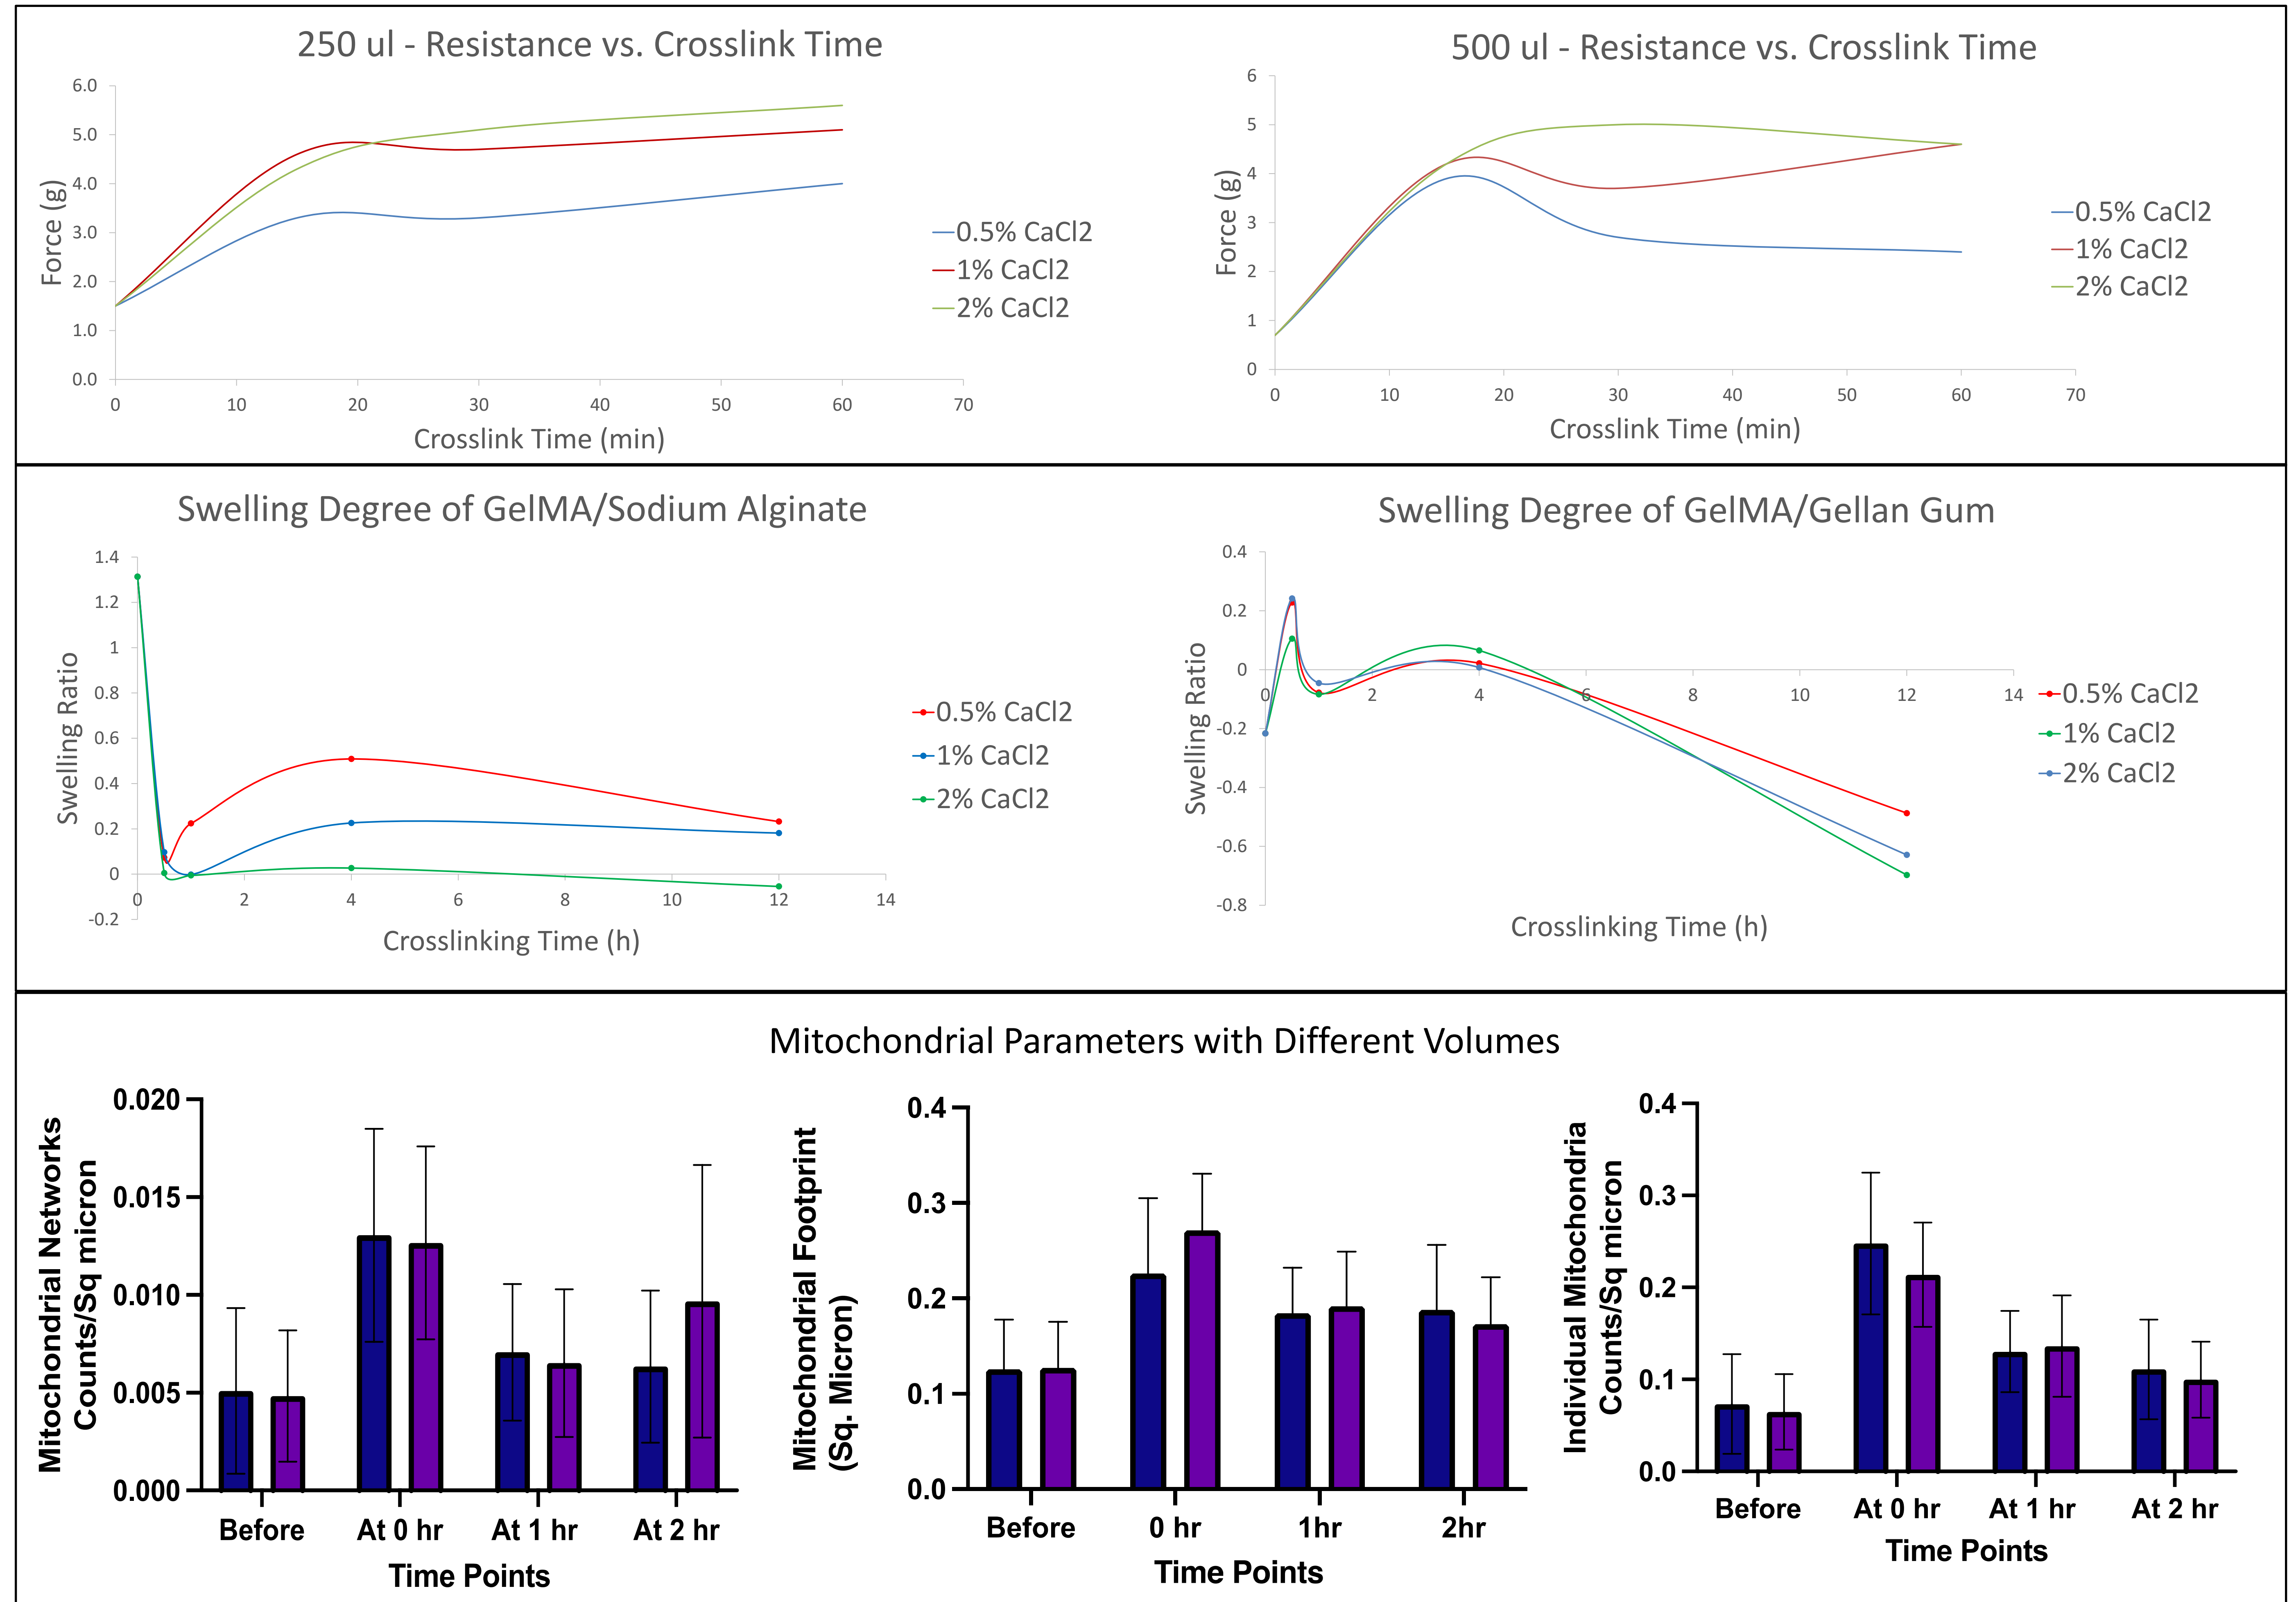 250 ul - Resistance vs. Crosslink Time
6.0
5.0
4.0
3.0
2.0
1.0
0.0
Force (g)
0 10 20 30 40 50 60 70
Crosslink Time (min)
0.5% CaCl2
1% CaCl2
2% CaCl2
500 ul - Resistance vs. Crosslink Time
6
5
4
3
2
1
0
Force (g)
0 10 20 30 40 50 60 70
Crosslink Time (min)
0.5% CaCl2
1% CaCl2
2% CaCl2
Swelling Degree of GelMA/Sodium Alginate
1.4
1.2
1
0.8
0.6
0.4
0.2
0
-0.2
Swelling Ratio
0 2 4 6 8 10 12 14
Crosslinking Time (h)
0.5% CaCl2
1% CaCl2
2% CaCl2
Swelling Degree of GelMA/Gellan Gum
0.4
0.2
0
-0.2
-0.4
-0.6
-0.8
Swelling Ratio
0 2 4 6 8 10 12 14
Crosslinking Time (h)
0.5% CaCl2
1% CaCl2
2% CaCl2
Mitochondrial Parameters with Different Volumes
Mitochondrial Networks
Counts/Sq micron
0.020
0.015
0.010
0.005
0.000
Before At 0 hr At 1 hr At 2 hr
Time Points
Mitochondrial Footprint
(Sq. Micron)
0.4
0.3
0.2
0.1
0.0
Before 0 hr 1hr 2hr
Time Points
Individual Mitochondria
Counts/Sq micron
0.4
0.3
0.2
0.1
0.0
Before At 0 hr At 1 hr At 2 hr
Time Points